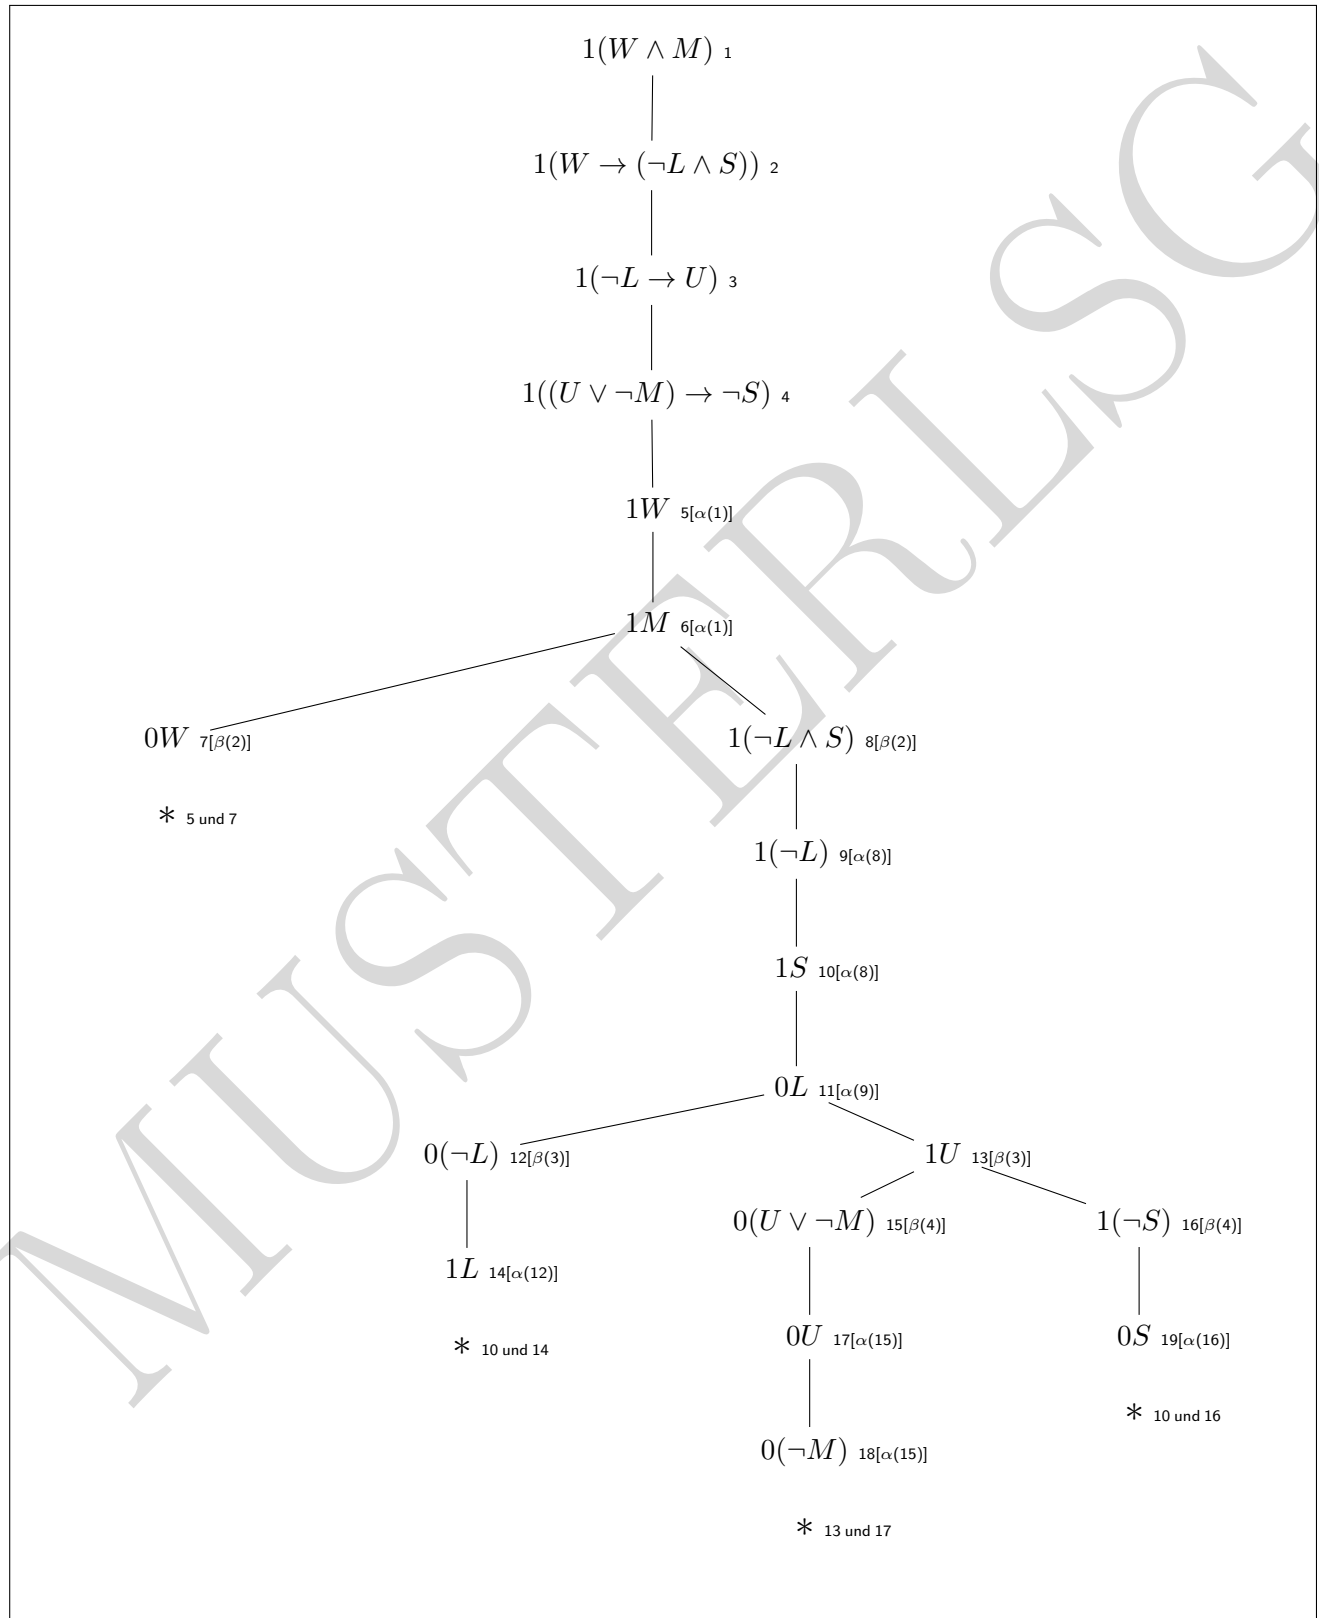 1(W ∧ M) 1
1(W → (¬L ∧ S)) 2
1(¬L → U) 3
1((U ∨ ¬M) → ¬S) 4
1W 5[α(1)]
1M 6[α(1)]
0W 7[β(2)]
1(¬L ∧ S) 8[β(2)]
* 5 und 7
1(¬L) 9[α(8)]
1S 10[α(8)]
0L 11[α(9)]
0(¬L) 12[β(3)]
1U 13[β(3)]
0(U ∨ ¬M) 15[β(4)]
1(¬S) 16[β(4)]
1L 14[α(12)]
0U 17[α(15)]
0S 19[α(16)]
* 10 und 14
* 10 und 16
0(¬M) 18[α(15)]
* 13 und 17
MUSTERLSG